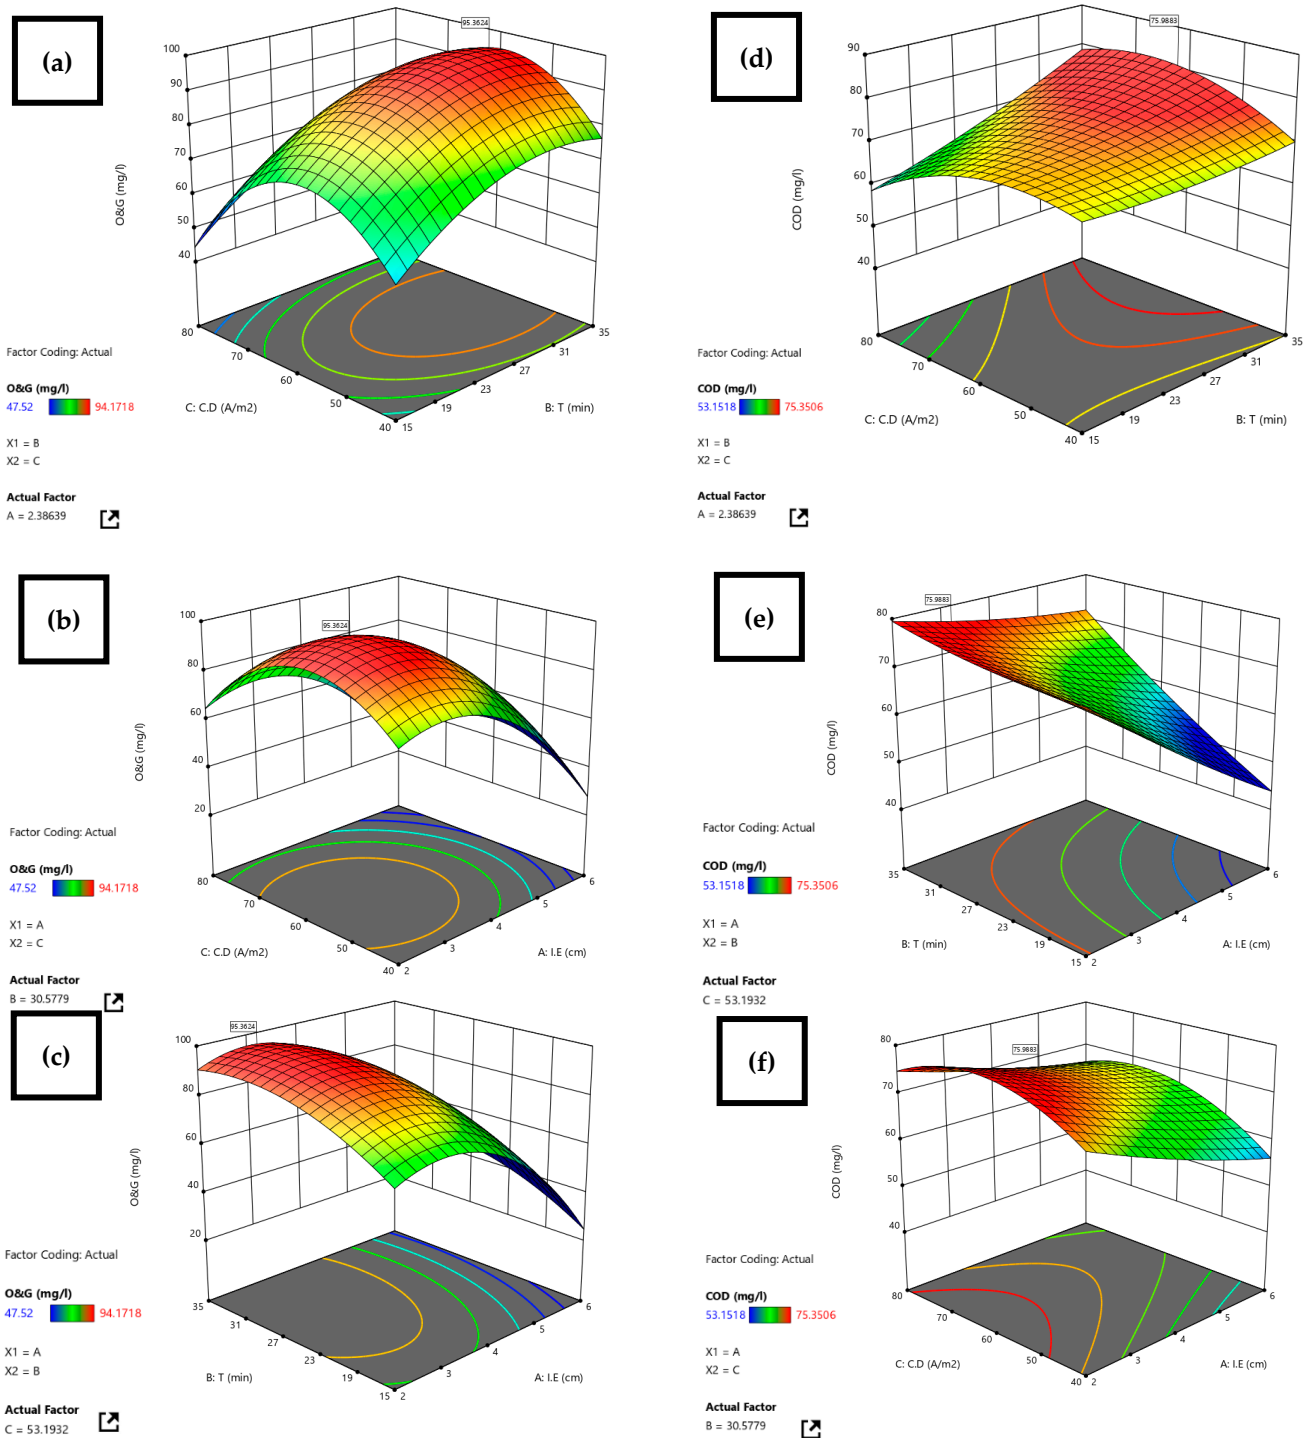 (a)
95.3624
100
90
80
70
60
50
40
O&G (mg/l)
80
70
60
50
40
15
19
23
27
31
35
C: C.D (A/m2)
B: T (min)
Factor Coding: Actual
O&G (mg/l)
47.52 94.1718
X1 = B
X2 = C
Actual Factor
A = 2.38639
(d)
75.9883
90
80
70
60
50
40
COD (mg/l)
80
70
60
50
40
15
19
23
27
31
35
C: C.D (A/m2)
B: T (min)
Factor Coding: Actual
COD (mg/l)
53.1518 75.3506
X1 = B
X2 = C
Actual Factor
A = 2.38639
(b)
95.3624
100
80
60
40
20
O&G (mg/l)
80
70
60
50
40
2
3
4
5
6
C: C.D (A/m2)
A: I.E (cm)
Factor Coding: Actual
O&G (mg/l)
47.52 94.1718
X1 = A
X2 = C
Actual Factor
B = 30.5779
(e)
75.9883
80
70
60
50
40
COD (mg/l)
35
31
27
23
19
15
2
3
4
5
6
B: T (min)
A: I.E (cm)
Factor Coding: Actual
COD (mg/l)
53.1518 75.3506
X1 = A
X2 = B
Actual Factor
C = 53.1932
(c)
95.3624
100
80
60
40
20
O&G (mg/l)
35
31
27
23
19
15
2
3
4
5
6
B: T (min)
A: I.E (cm)
Factor Coding: Actual
O&G (mg/l)
47.52 94.1718
X1 = A
X2 = B
Actual Factor
C = 53.1932
(f)
75.9883
80
70
60
50
40
COD (mg/l)
80
70
60
50
40
2
3
4
5
6
C: C.D (A/m2)
A: I.E (cm)
Factor Coding: Actual
COD (mg/l)
53.1518 75.3506
X1 = A
X2 = C
Actual Factor
B = 30.5779